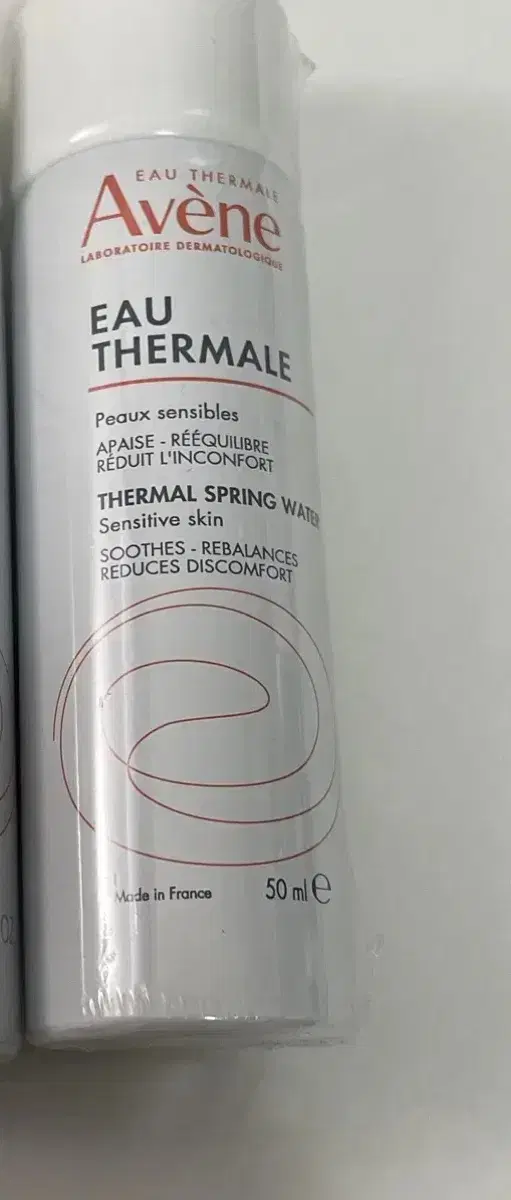 EAU THERMALE
Avène
LABORATOIRE DERMATOLOGIQUE
EAU
THERMALE
Peaux sensibles
APAISE - RÉÉQUILIBRE
RÉDUIT L'INCONFORT
THERMAL SPRING WATER
Sensitive skin
SOOTHES - REBALANCES
REDUCES DISCOMFORT
Made in France 50 ml e